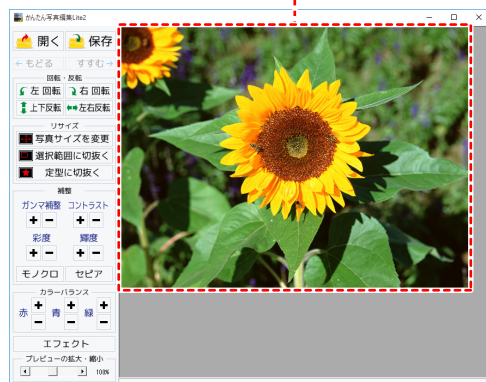 かんたん写真編集Lite2
開く 保存
←もどる すすむ→
回転・反転
左回転 右回転
上下反転 左右反転
リサイズ
写真サイズを変更
選択範囲に切抜く
定型に切抜く
補整
ガンマ補整 コントラスト
+ − + −
彩度 輝度
+ − + −
モノクロ セピア
カラーバランス
赤 + − 青 + − 緑 + −
エフェクト
プレビューの拡大・縮小
100%